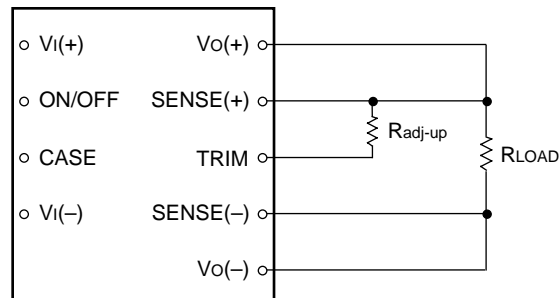 VI(+) VO(+)
ON/OFF SENSE(+)
Radj-up
CASE TRIM
RLOAD
VI(–) SENSE(–)
VO(–)